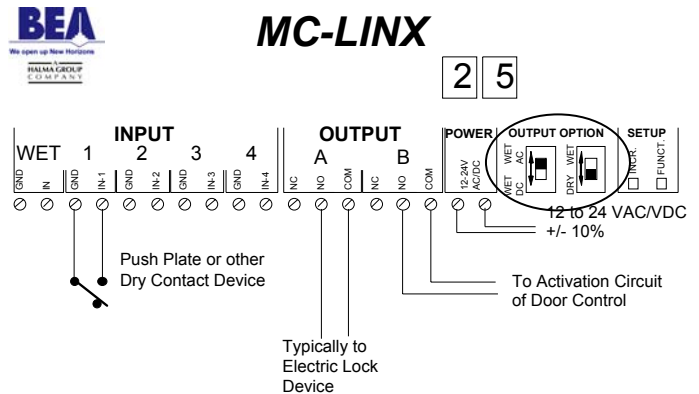 BEA
We open up New Horizons
HALMA GROUP
COMPANY
MC-LINX
2 5
INPUT OUTPUT POWER OUTPUT OPTION SETUP
WET 1 2 3 4 A B
GND IN GND IN-1 GND IN-2 GND IN-3 GND IN-4 NC NO COM NC NO COM 12-24V AC/DC WET DC WET AC DRY WET INCR. FUNCT.
12 to 24 VAC/VDC
+/- 10%
Push Plate or other
Dry Contact Device
To Activation Circuit
of Door Control
Typically to
Electric Lock
Device